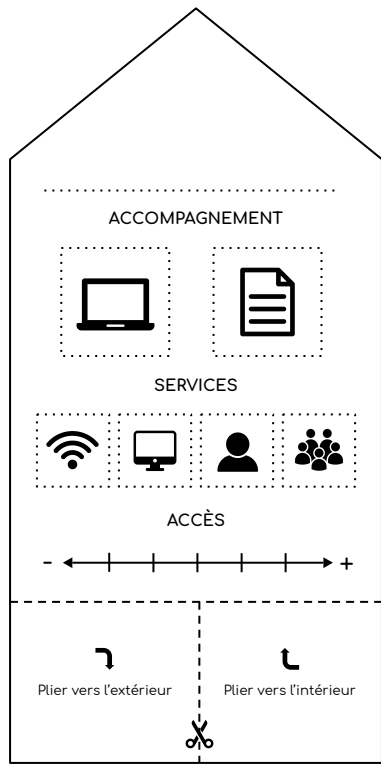 ACCOMPAGNEMENT
SERVICES
ACCÈS
- +
Plier vers l'extérieur
Plier vers l'intérieur